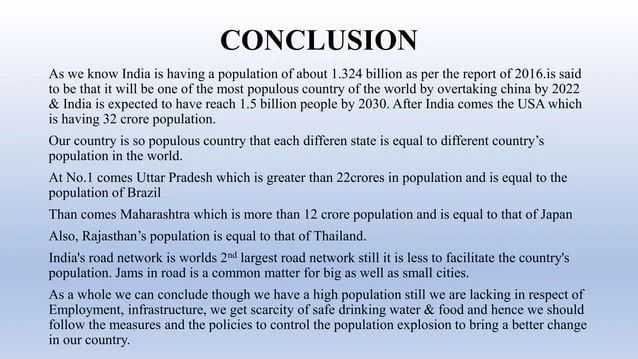 CONCLUSION
As we know India is having a population of about 1.324 billion as per the report of 2016.is said
to be that it will be one of the most populous country of the world by overtaking china by 2022
& India is expected to have reach 1.5 billion people by 2030. After India comes the USA which
is having 32 crore population.
Our country is so populous country that each differen state is equal to different country's
population in the world.
At No.1 comes Uttar Pradesh which is greater than 22crores in population and is equal to the
population of Brazil
Than comes Maharashtra which is more than 12 crore population and is equal to that of Japan
Also, Rajasthan's population is equal to that of Thailand.
India's road network is worlds 2nd largest road network still it is less to facilitate the country's
population. Jams in road is a common matter for big as well as small cities.
As a whole we can conclude though we have a high population still we are lacking in respect of
Employment, infrastructure, we get scarcity of safe drinking water & food and hence we should
follow the measures and the policies to control the population explosion to bring a better change
in our country.